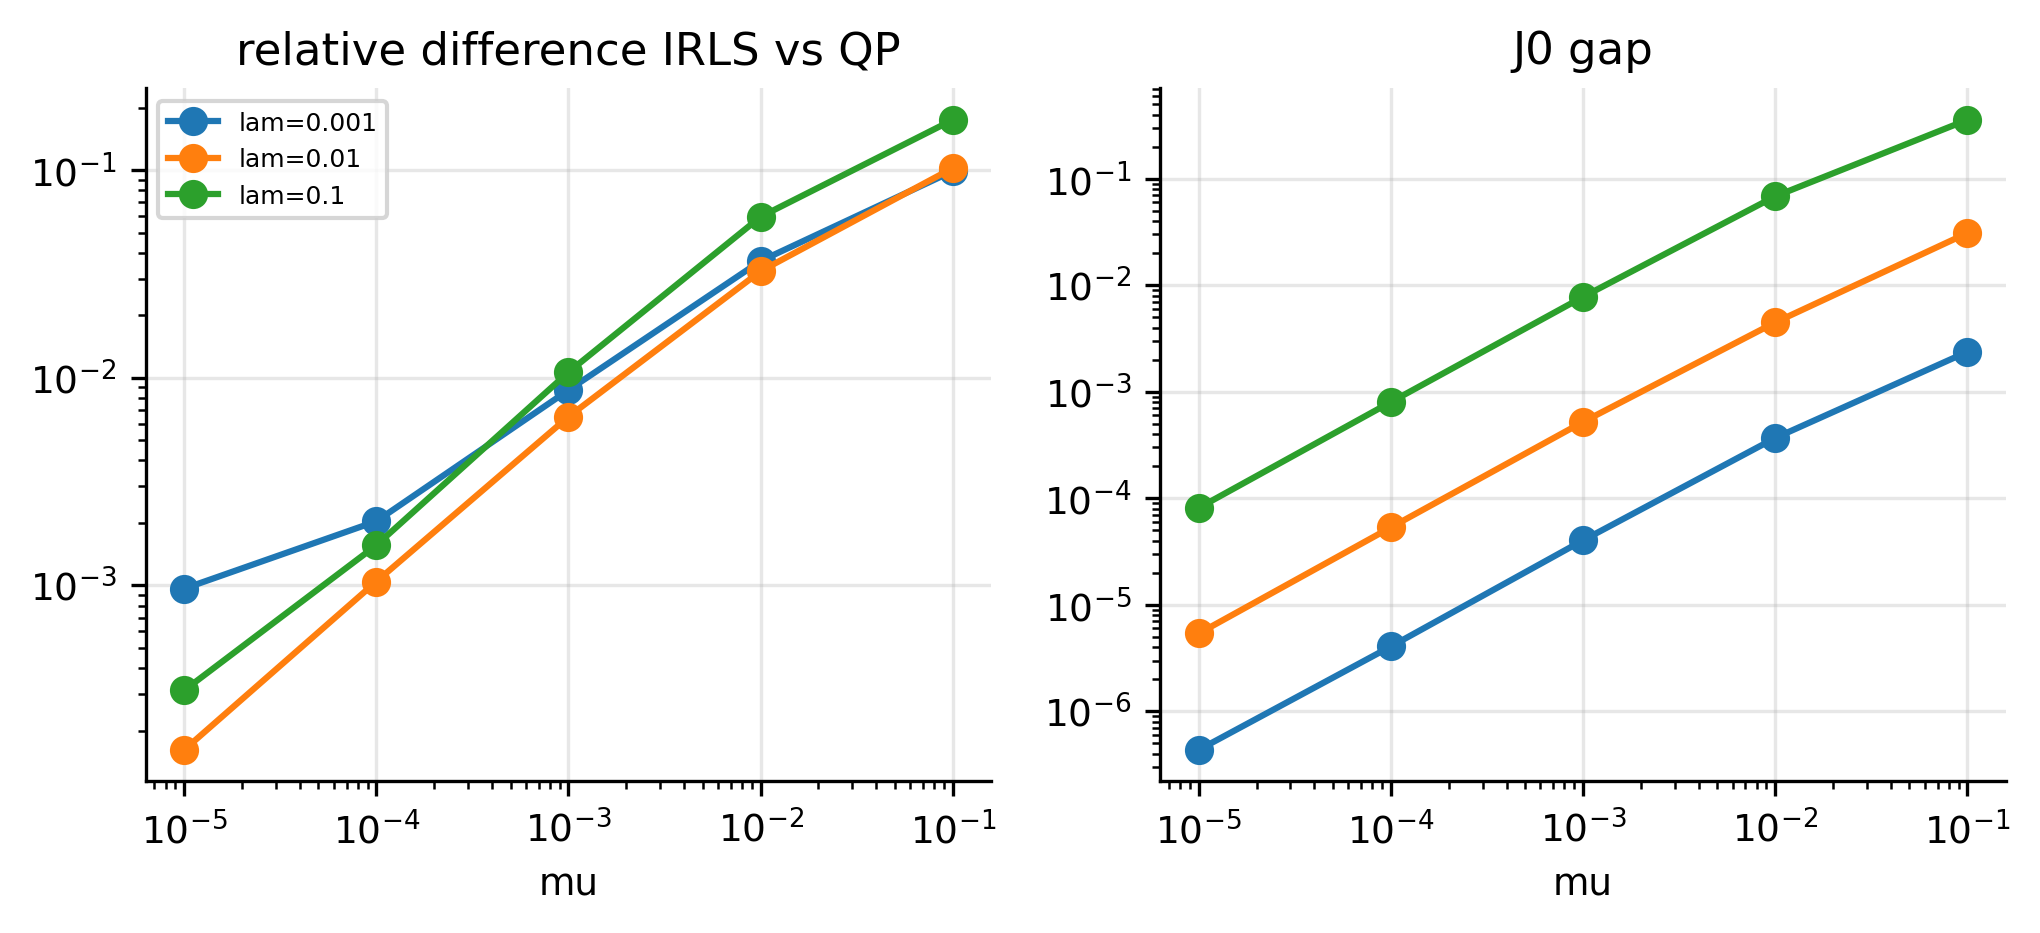 relative difference IRLS vs QP
lam=0.001
lam=0.01
lam=0.1
10⁻¹
10⁻²
10⁻³
10⁻⁵ 10⁻⁴ 10⁻³ 10⁻² 10⁻¹
mu
J0 gap
10⁻¹
10⁻²
10⁻³
10⁻⁴
10⁻⁵
10⁻⁶
10⁻⁵ 10⁻⁴ 10⁻³ 10⁻² 10⁻¹
mu